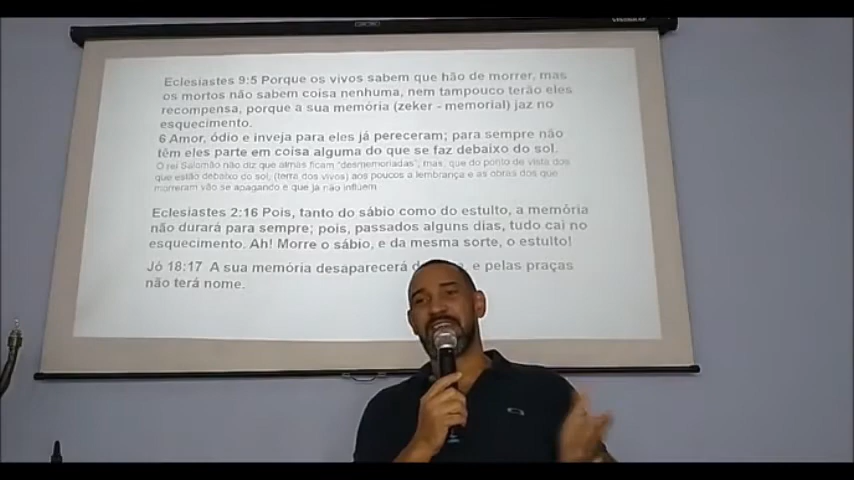 Eclesiastes 9:5 Porque os vivos sabem que hão de morrer, mas
os mortos não sabem coisa nenhuma, nem tampouco terão eles
recompensa, porque a sua memória (zeker - memorial) jaz no
esquecimento.
6 Amor, ódio e inveja para eles já pereceram; para sempre não
têm eles parte em coisa alguma do que se faz debaixo do sol.
O rei Salomão não diz que almas ficam "desmemoriadas", mas, que do ponto de vista dos
que estão debaixo do sol, (terra dos vivos) aos poucos a lembrança e as obras dos que
morreram vão se apagando e que já não influem
Eclesiastes 2:16 Pois, tanto do sábio como do estulto, a memória
não durará para sempre; pois, passados alguns dias, tudo cai no
esquecimento. Ah! Morre o sábio, e da mesma sorte, o estulto!
Jó 18:17 A sua memória desaparecerá e pelas praças
não terá nome.